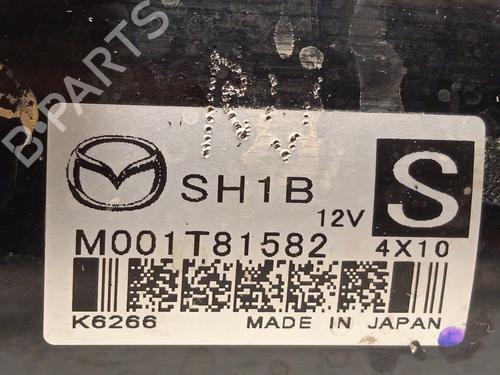 B-PARTS
SH1B
12V
S
M001T81582
4X10
K6266
MADE IN JAPAN